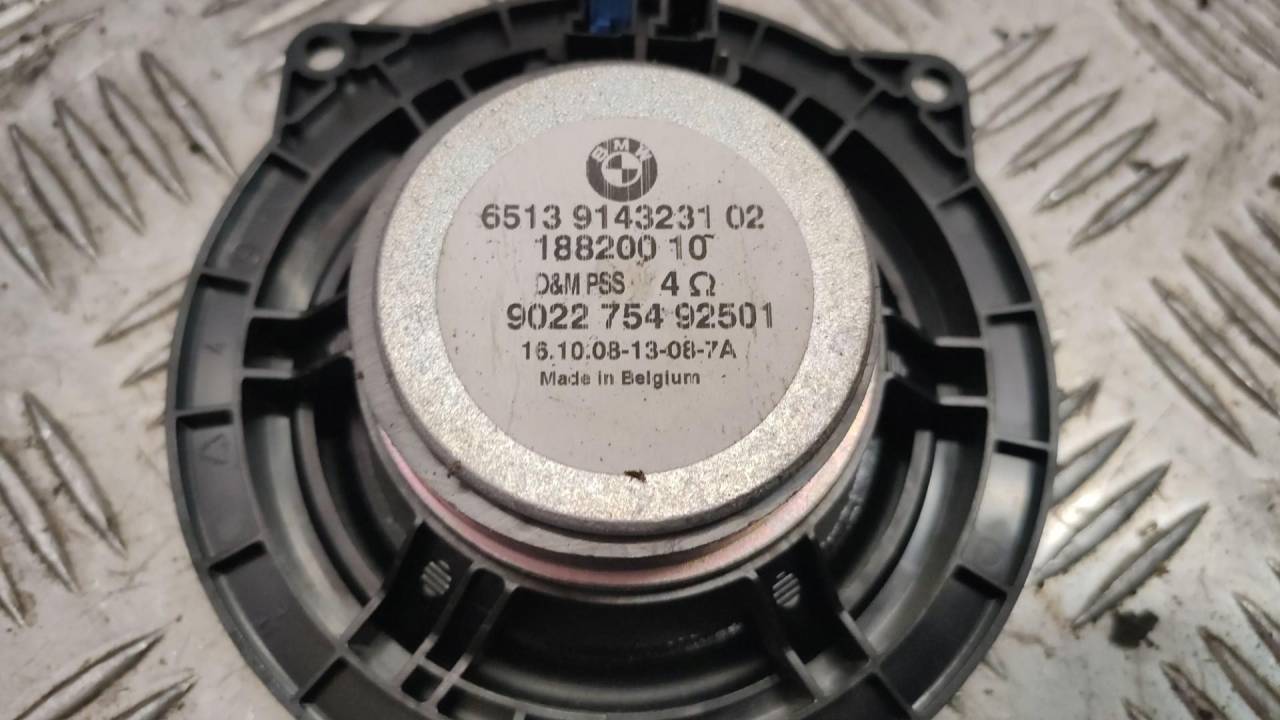 BMW
6513 9143231 02
188200 10
D&M PSS 4 Ω
9022 754 92501
16.10.08-13-08-7A
Made in Belgium